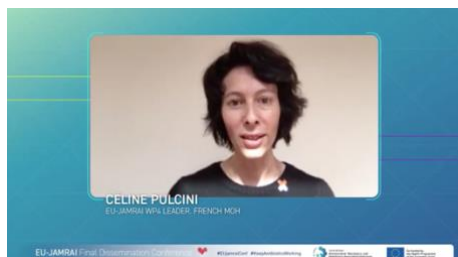 CELINE PULCINI
EU-JAMRAI WP4 LEADER, FRENCH MOH
EU-JAMRAI Final Dissemination Conference
#EUjamraiConf #KeepAntibioticsWorking